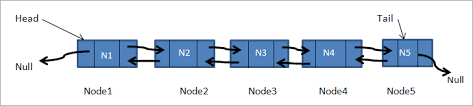 Head Tail
N1 N2 N3 N4 N5
Null
Null
Node1 Node2 Node3 Node4 Node5